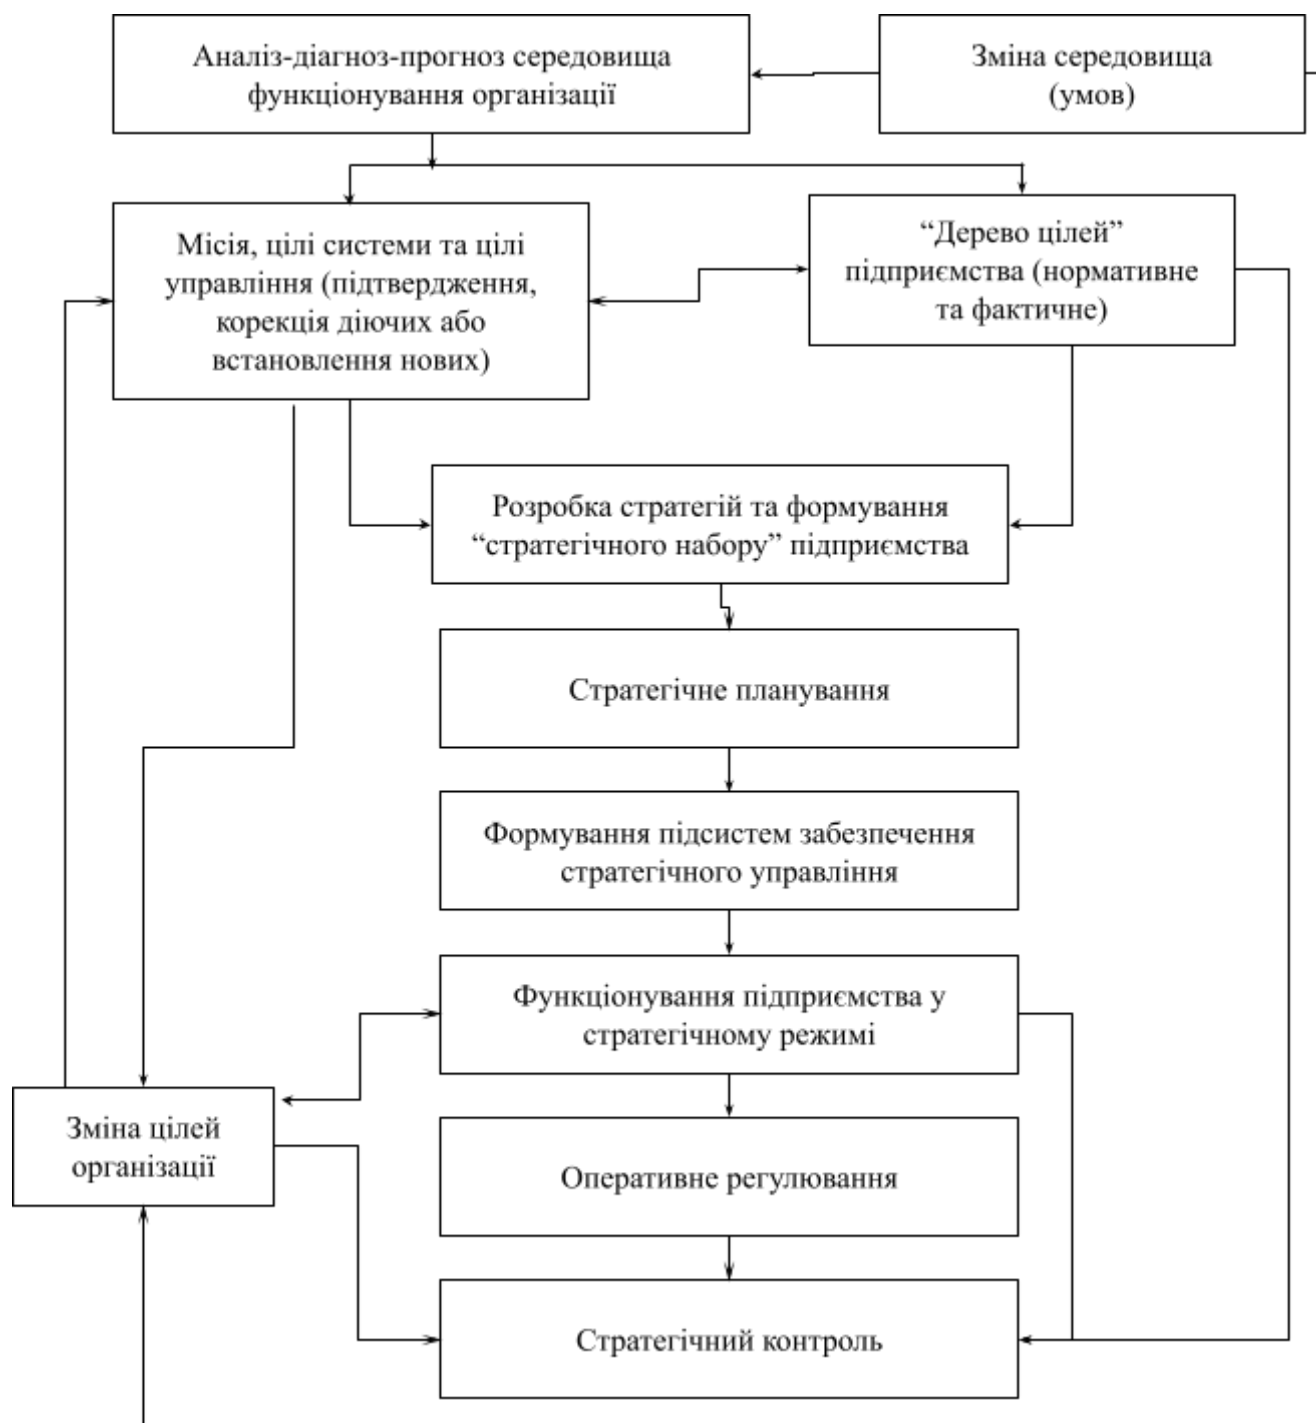 Аналіз-діагноз-прогноз середовища
функціонування організації
Зміна середовища
(умов)
Місія, цілі системи та цілі
управління (підтвердження,
корекція діючих або
встановлення нових)
“Дерево цілей”
підприємства (нормативне
та фактичне)
Розробка стратегій та формування
“стратегічного набору” підприємства
Стратегічне планування
Формування підсистем забезпечення
стратегічного управління
Функціонування підприємства у
стратегічному режимі
Зміна цілей
організації
Оперативне регулювання
Стратегічний контроль